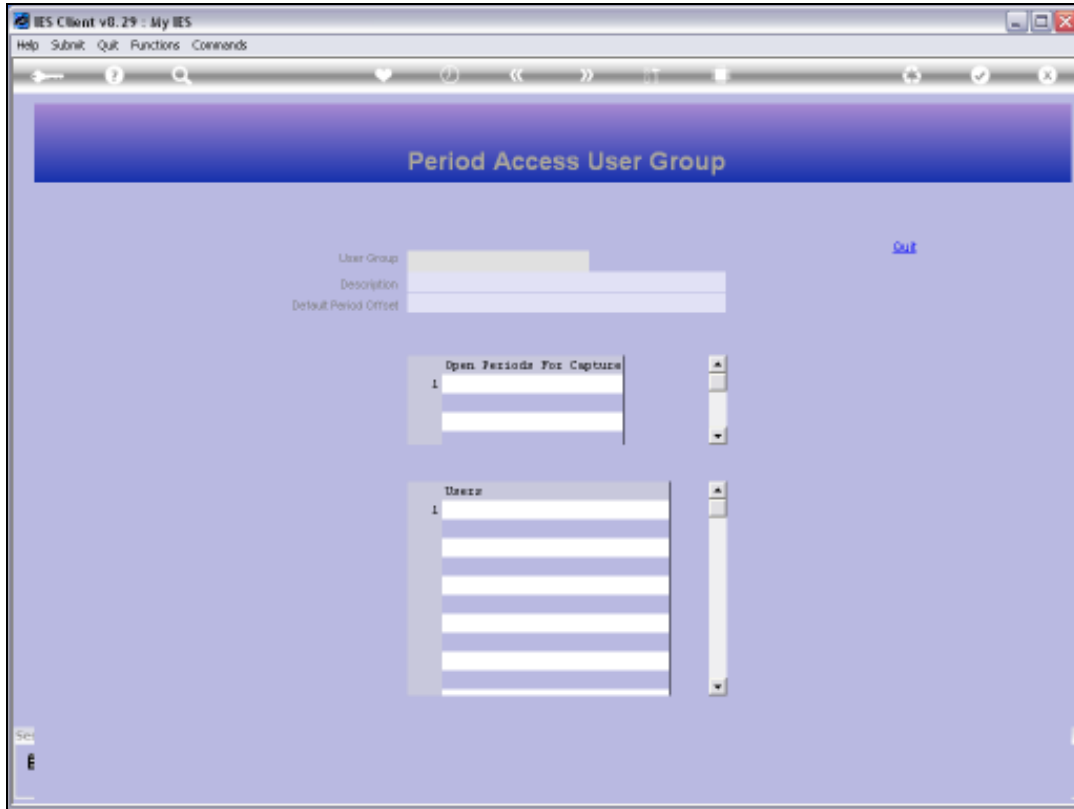 IES Client v8.29 : My IES
Help Submit Quit Functions Commands
Period Access User Group
Quit
User Group
Description
Default Period Offset
Open Periods For Capture
1
Users
1